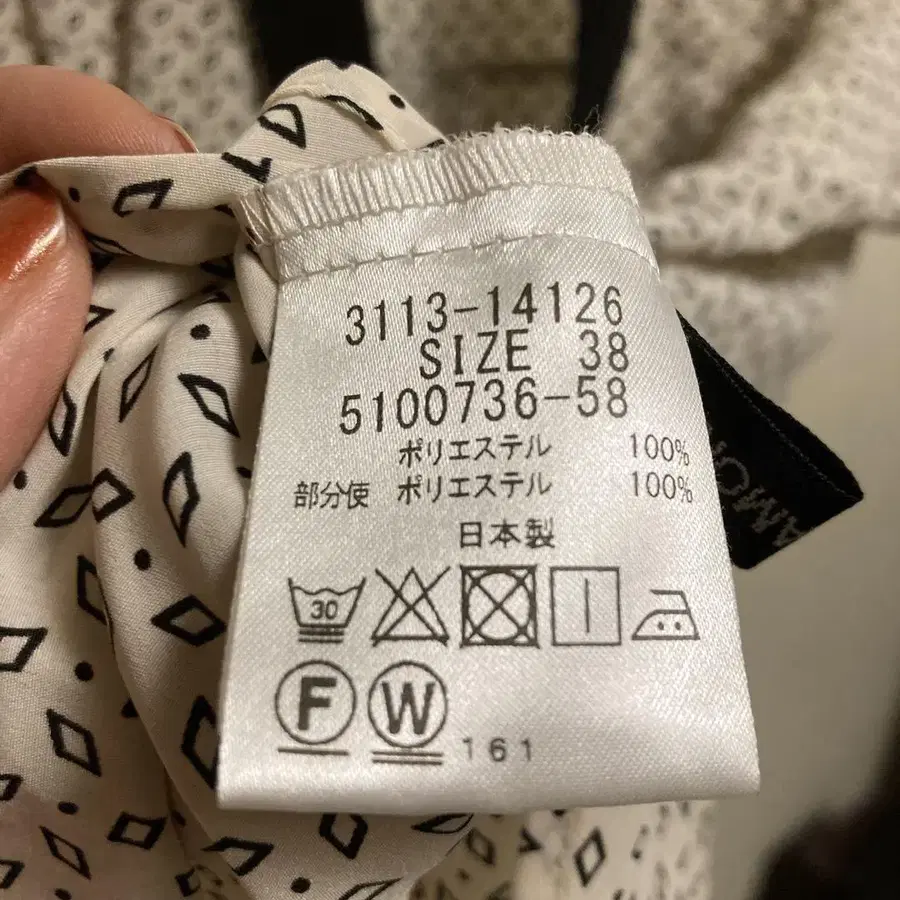 3113-14126
SIZE 38
5100736-58
ポリエステル 100%
部分使 ポリエステル 100%
日本製
30
F W 161